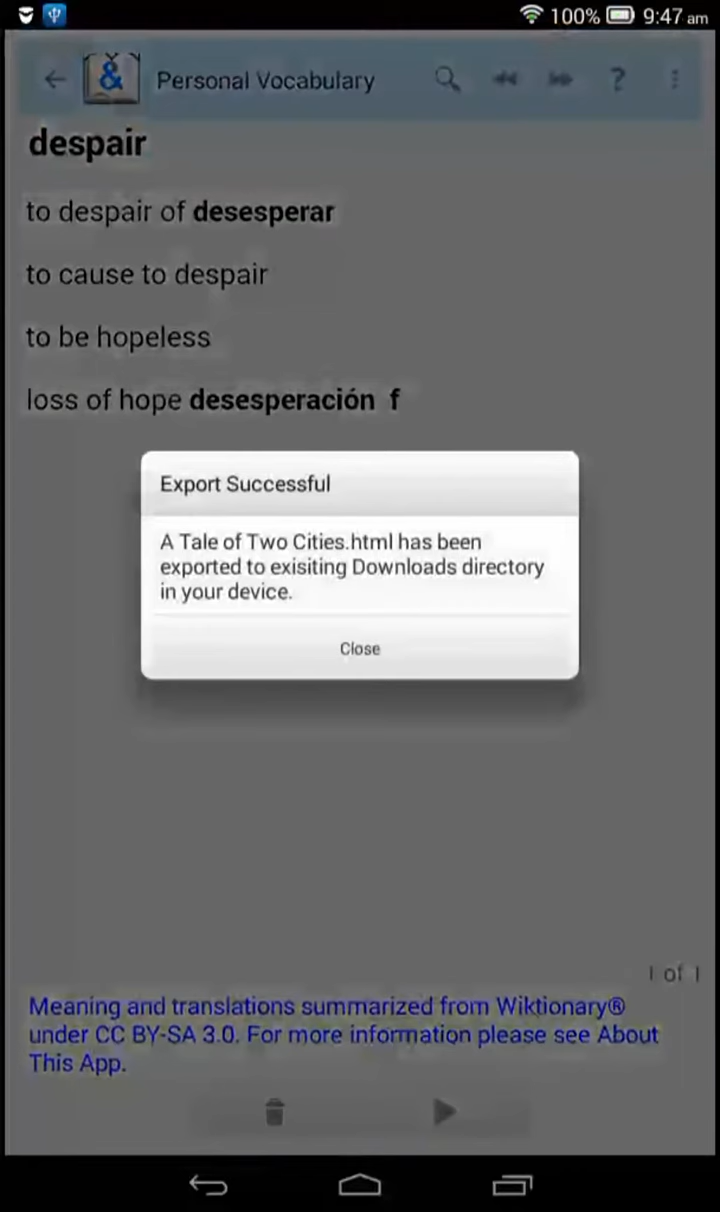 100% 9:47 am
& Personal Vocabulary ?
despair
to despair of desesperar
to cause to despair
to be hopeless
loss of hope desesperación f
Export Successful
A Tale of Two Cities.html has been
exported to exisiting Downloads directory
in your device.
Close
1 of 1
Meaning and translations summarized from Wiktionary®
under CC BY-SA 3.0. For more information please see About
This App.